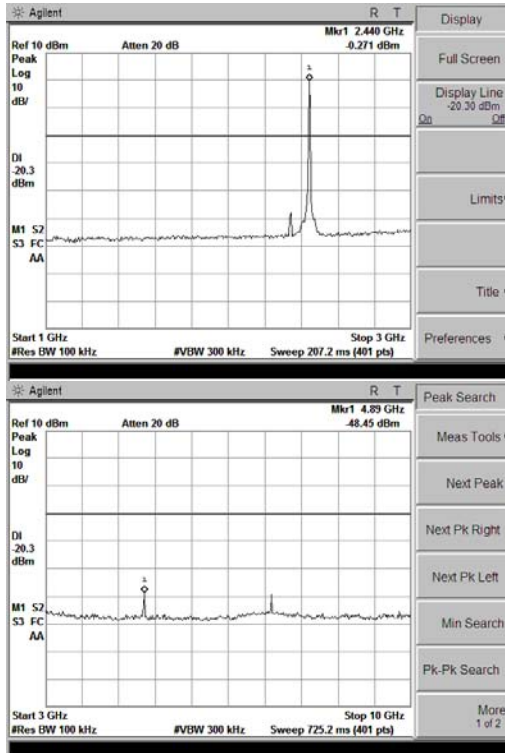 Agilent R T
Display
Mkr1 2.440 GHz
Ref 10 dBm Atten 20 dB -0.271 dBm
Peak
Log
10
dB/
1
DI
-20.3
dBm
M1 S2
S3 FC
AA
Start 1 GHz Stop 3 GHz
#Res BW 100 kHz #VBW 300 kHz Sweep 207.2 ms (401 pts)
Full Screen
Display Line
-20.30 dBm
On Off
Limits
Title
Preferences
Agilent R T
Peak Search
Mkr1 4.89 GHz
Ref 10 dBm Atten 20 dB -48.45 dBm
Peak
Log
10
dB/
1
DI
-20.3
dBm
M1 S2
S3 FC
AA
Start 3 GHz Stop 10 GHz
#Res BW 100 kHz #VBW 300 kHz Sweep 725.2 ms (401 pts)
Meas Tools
Next Peak
Next Pk Right
Next Pk Left
Min Search
Pk-Pk Search
More
1 of 2